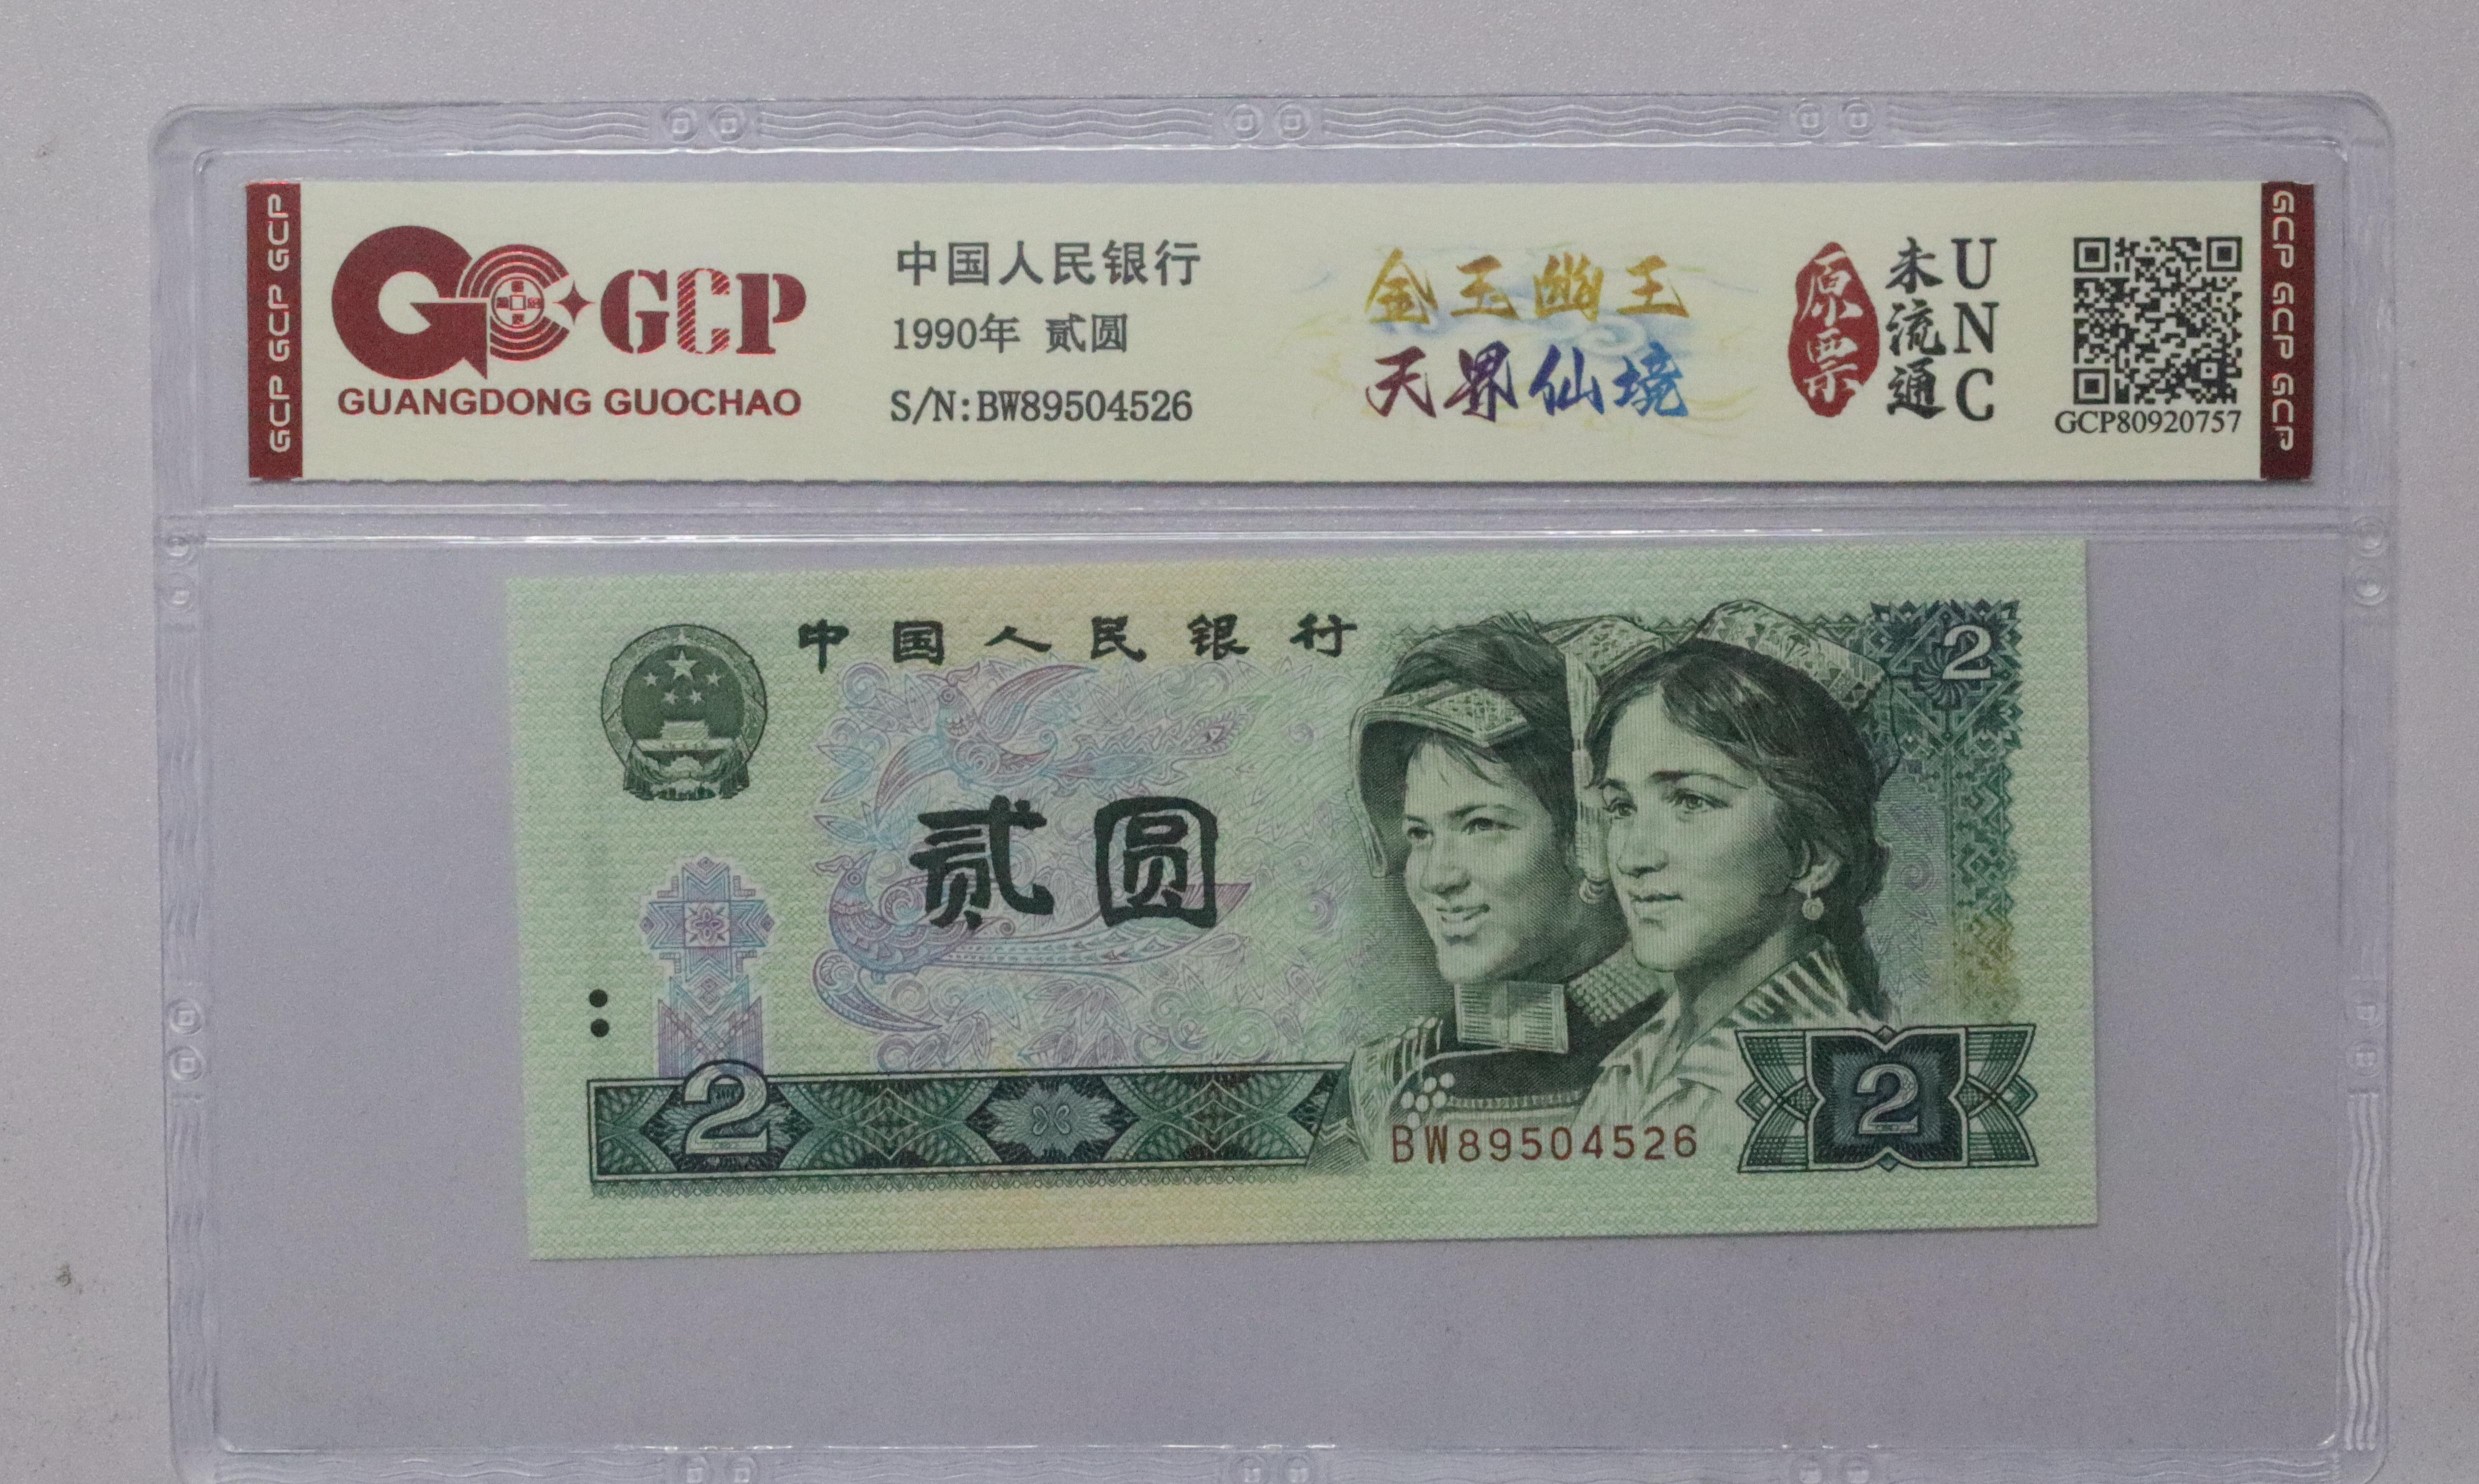 GCP GCP GCP
GCP
GUANGDONG GUOCHAO
中国人民银行
1990年 贰圆
S/N:BW89504526
金玉幽王
天界仙境
原票
未流通
UNC
GCP80920757
GCP GCP GCP
中国人民银行
2
贰圆
2
BW89504526
2